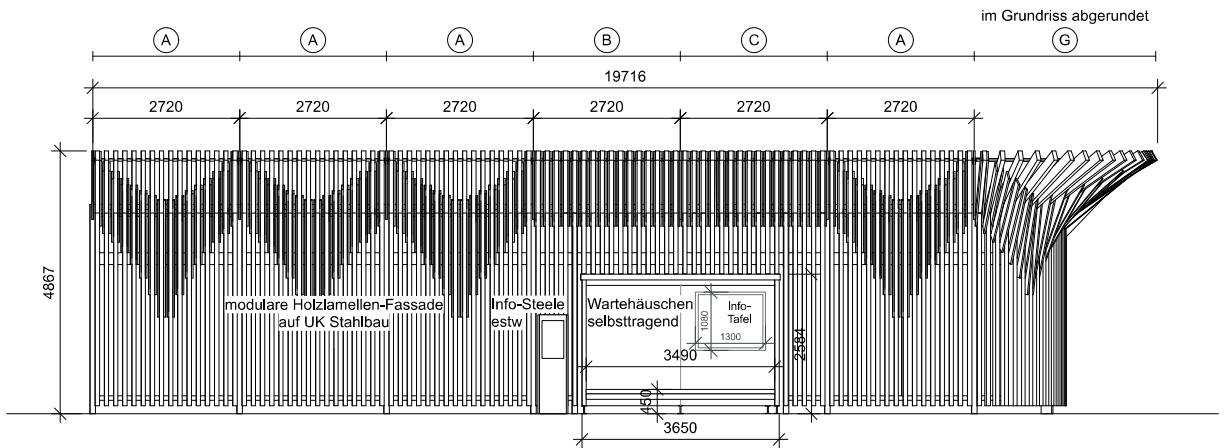 im Grundriss abgerundet
A A A B C A G
19716
2720 2720 2720 2720 2720 2720
4867
modulare Holzlamellen-Fassade
auf UK Stahlbau
Info-Steele
estw
Wartehäuschen
selbsttragend
Info-
Tafel
1080
1300
3490
2584
450
3650